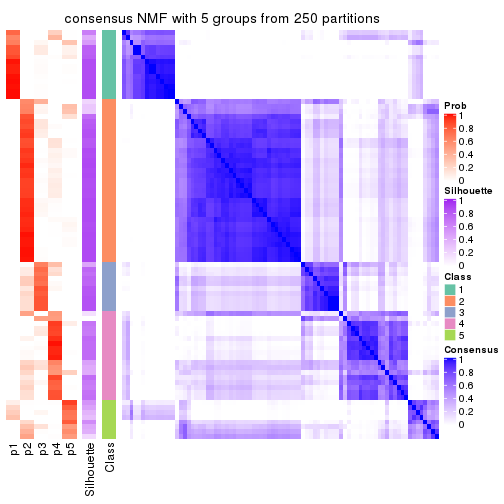 consensus NMF with 5 groups from 250 partitions
Prob
1
0.8
0.6
0.4
0.2
0
Silhouette
1
0.8
0.6
0.4
0.2
0
Class
1
2
3
4
5
Consensus
1
0.8
0.6
0.4
0.2
0
p1
p2
p3
p4
p5
Silhouette
Class